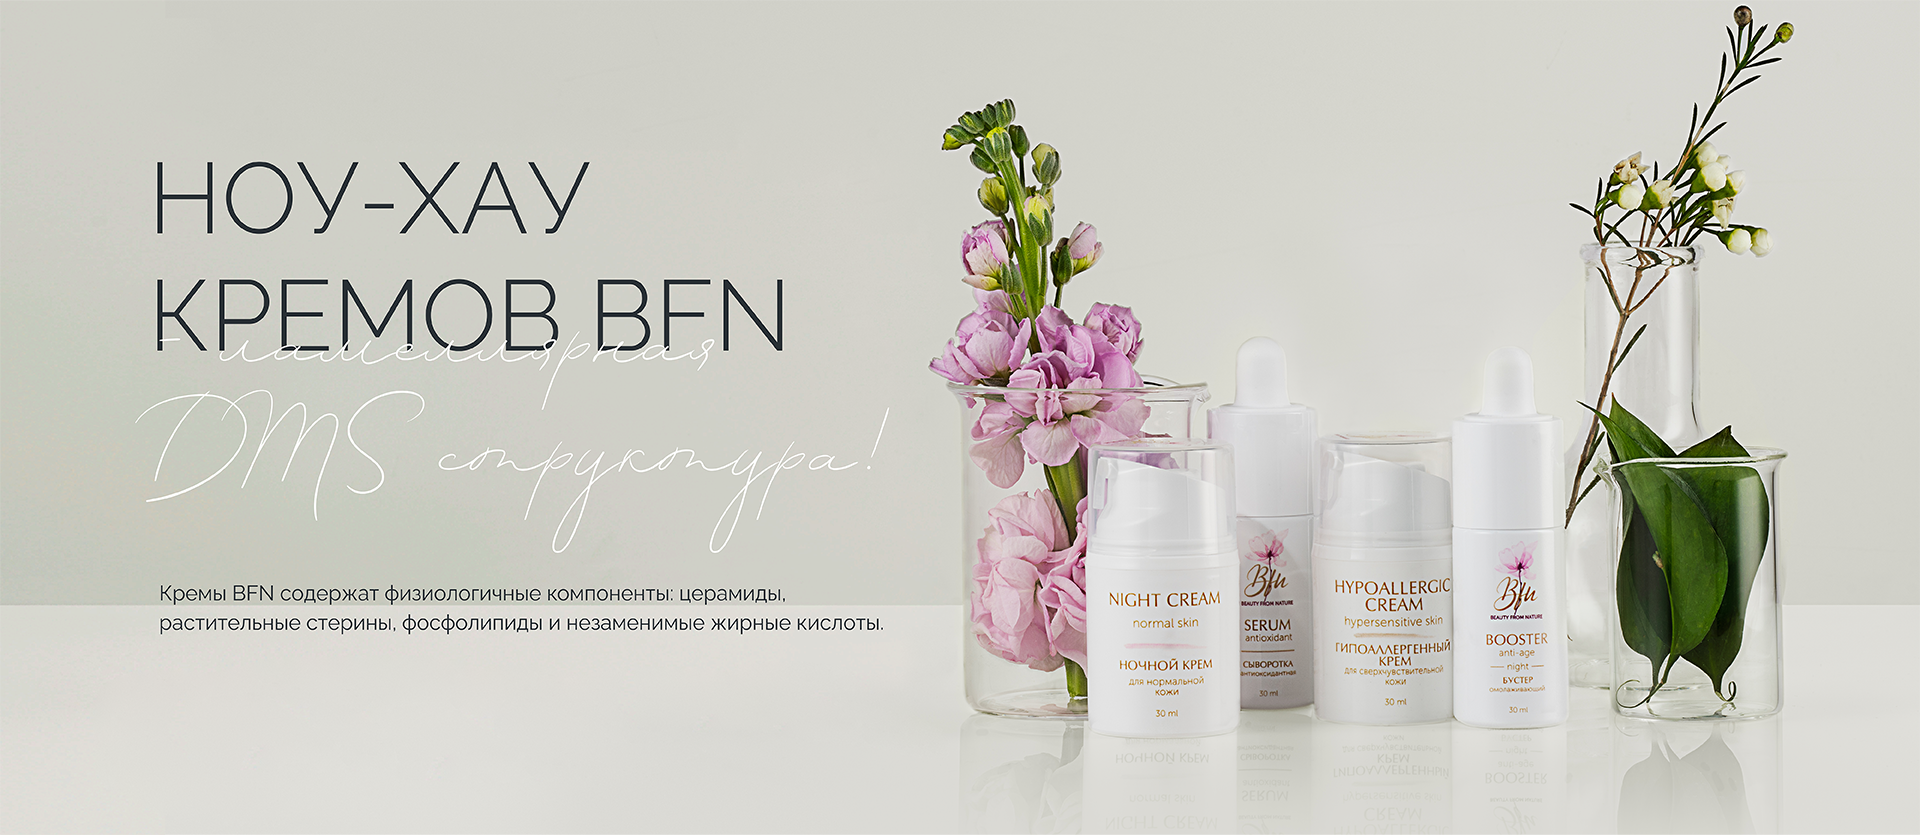 НОУ-ХАУ
КРЕМОВ BFN
- ламеллярная
DMS структура!
Кремы BFN содержат физиологичные компоненты: церамиды,
растительные стерины, фосфолипиды и незаменимые жирные кислоты.
NIGHT CREAM
normal skin
НОЧНОЙ КРЕМ
для нормальной
кожи
30 ml
Bfn
BEAUTY FROM NATURE
SERUM
antioxidant
СЫВОРОТКА
антиоксидантная
30 ml
HYPOALLERGIC
CREAM
hypersensitive skin
ГИПОАЛЛЕРГЕННЫЙ
КРЕМ
для сверхчувствительной
кожи
30 ml
Bfn
BEAUTY FROM NATURE
BOOSTER
anti-age
night
БУСТЕР
омолаживающий
30 ml